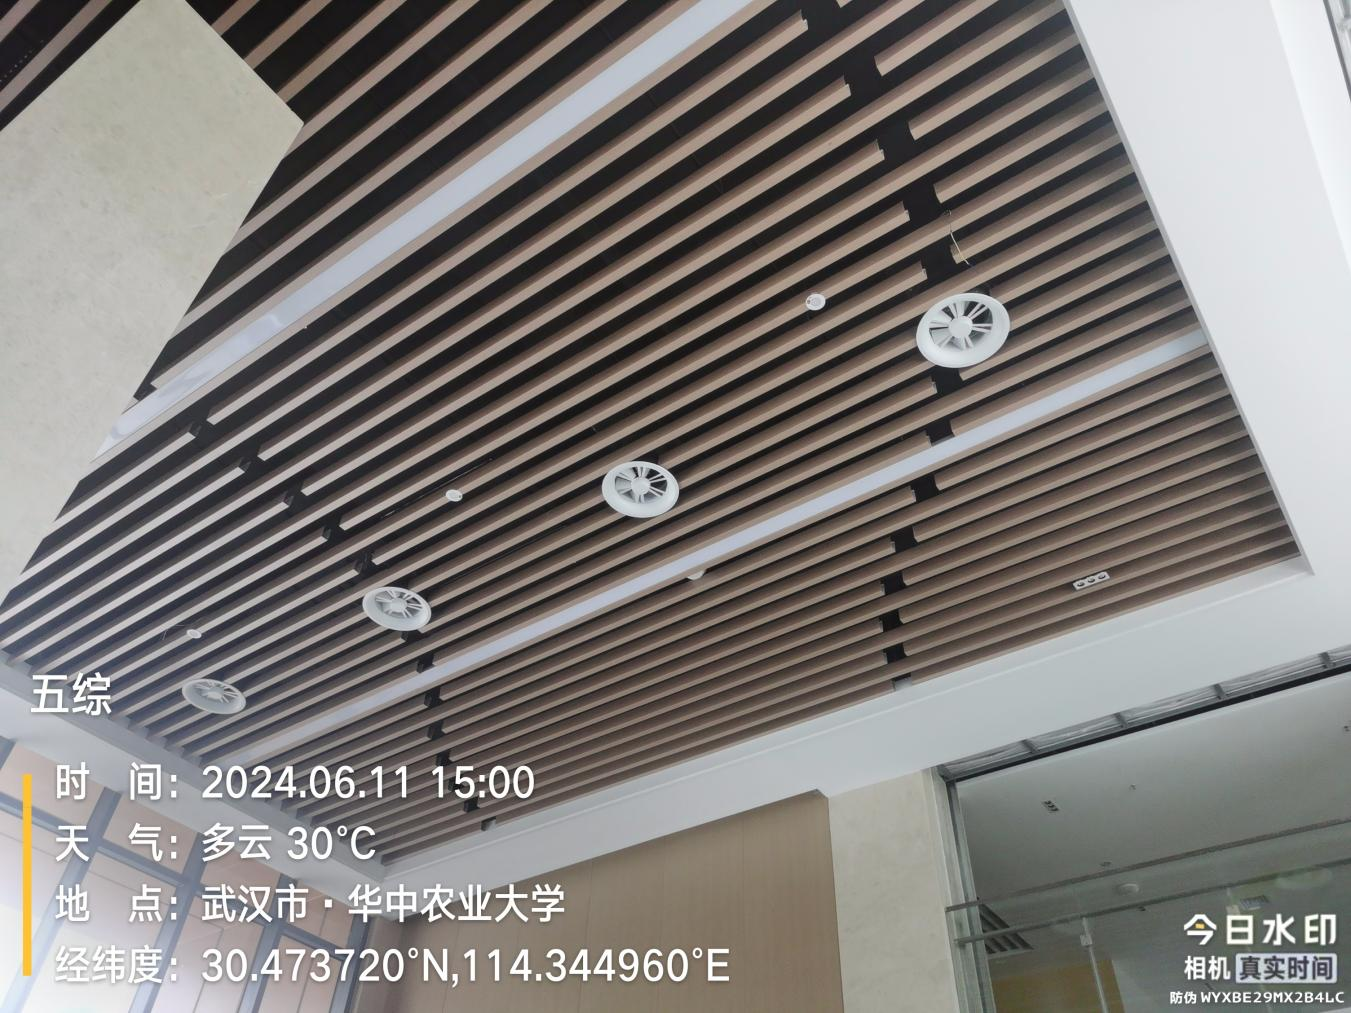 五综
时 间：2024.06.11 15:00
天 气：多云 30℃
地 点：武汉市·华中农业大学
经纬度：30.473720°N,114.344960°E
今日水印
相机 真实时间
防伪 WYXBE29MX2B4LC